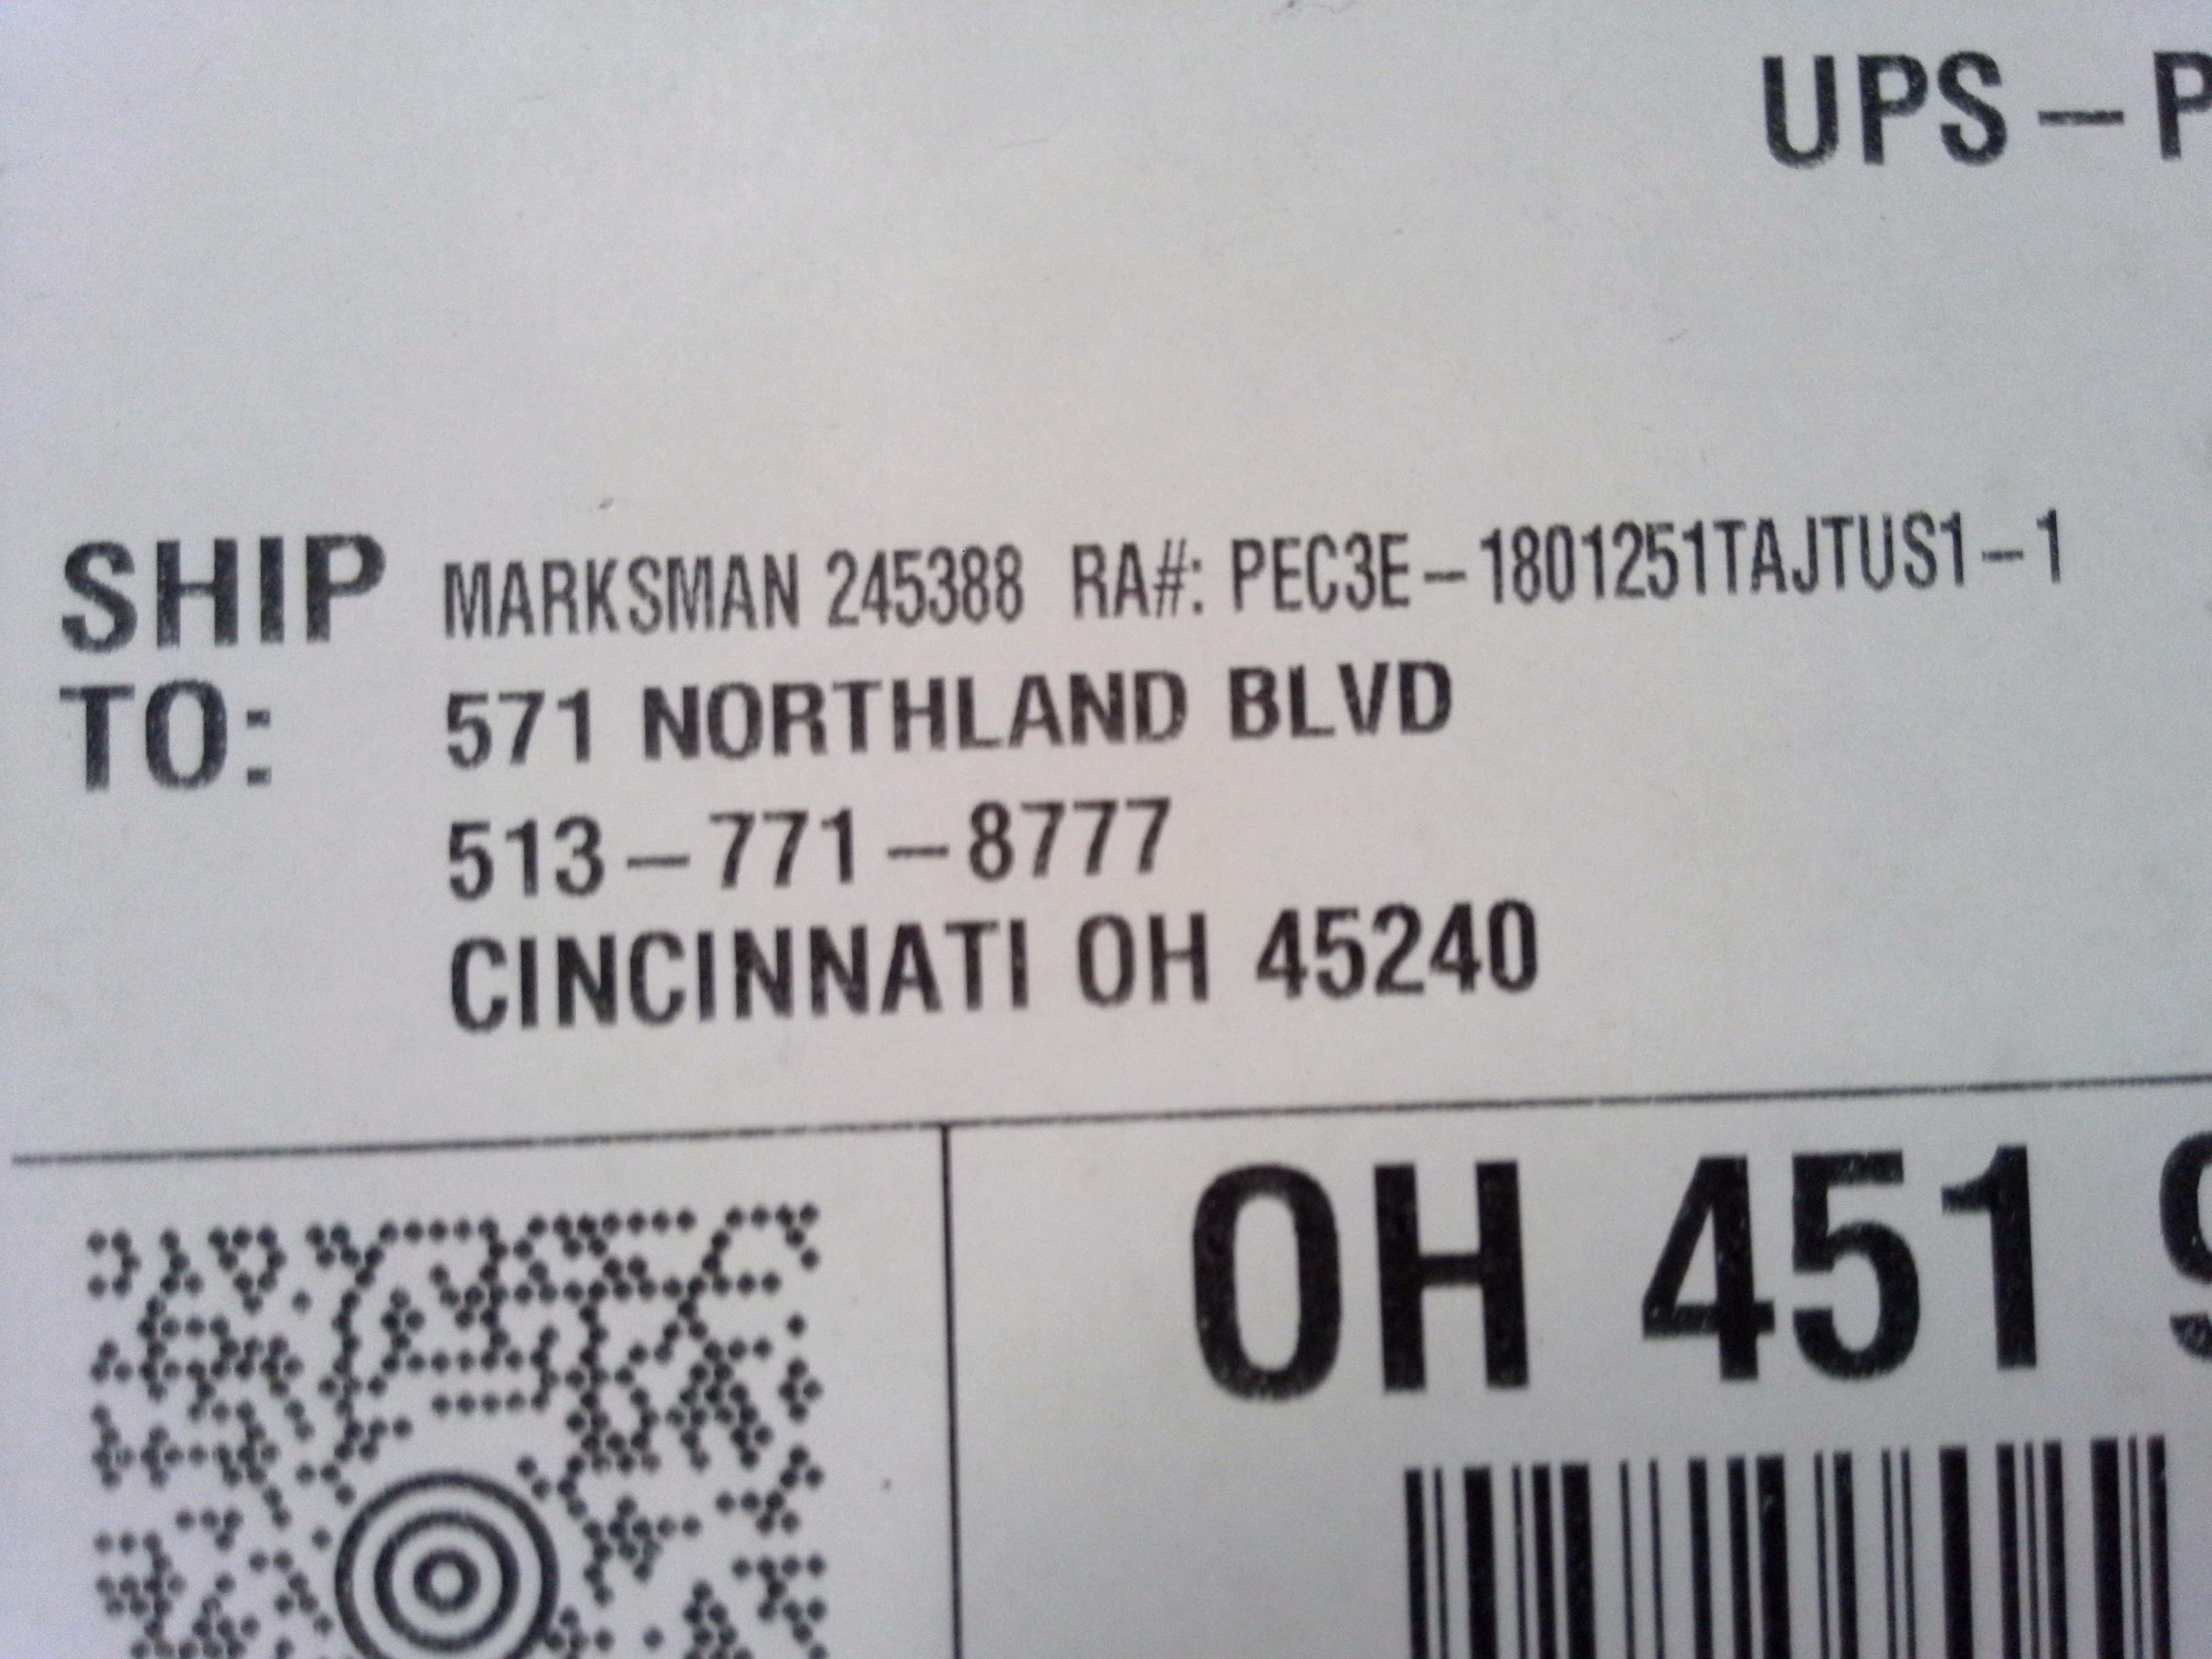 UPS – P
SHIP TO:
MARKSMAN 245388 RA#: PEC3E–1801251TAJTUS1–1
571 NORTHLAND BLVD
513–771–8777
CINCINNATI OH 45240
OH 451 9